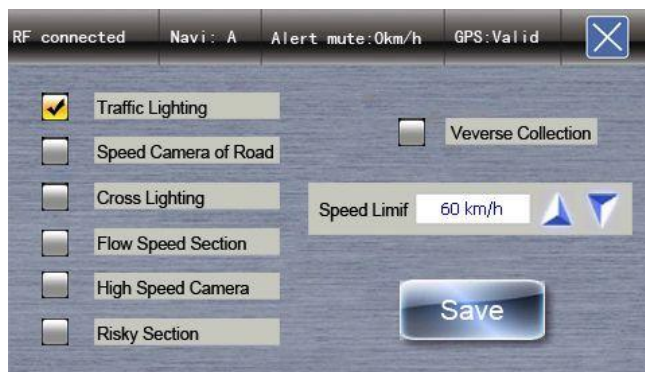 RF connected Navi: A Alert mute:0km/h GPS:Valid
Traffic Lighting
Speed Camera of Road
Cross Lighting
Flow Speed Section
High Speed Camera
Risky Section
Veverse Collection
Speed Limif 60 km/h
Save